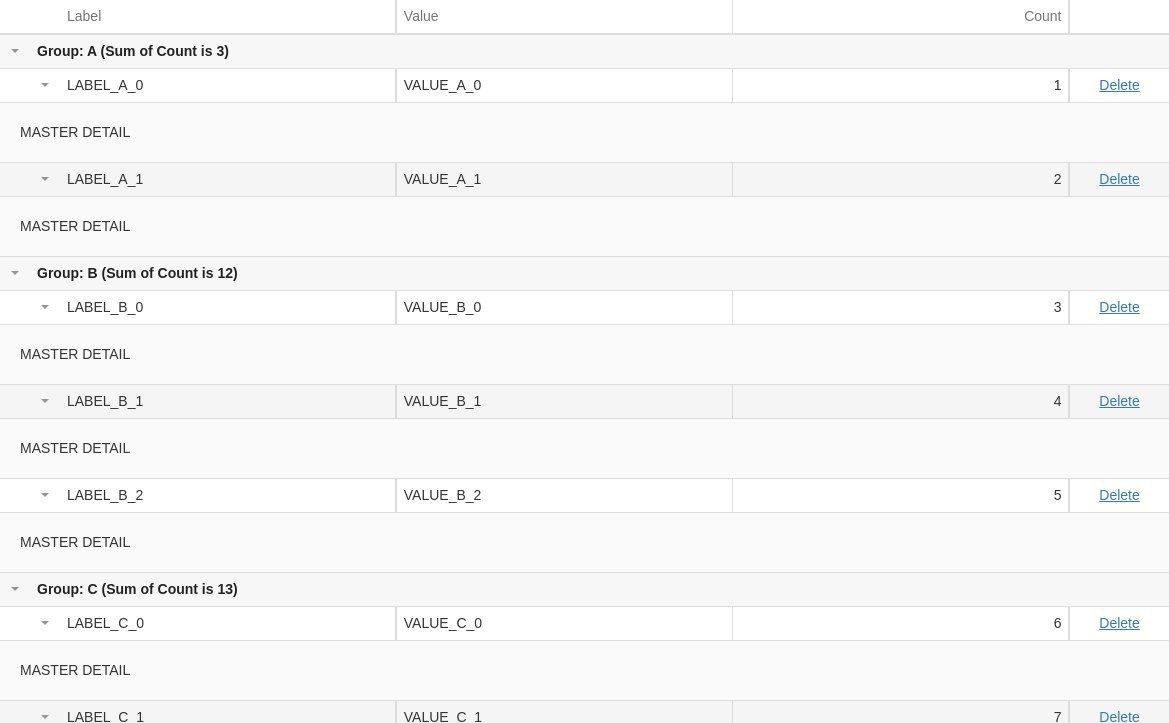 Label Value Count
Group: A (Sum of Count is 3)
LABEL_A_0 VALUE_A_0 1 Delete
MASTER DETAIL
LABEL_A_1 VALUE_A_1 2 Delete
MASTER DETAIL
Group: B (Sum of Count is 12)
LABEL_B_0 VALUE_B_0 3 Delete
MASTER DETAIL
LABEL_B_1 VALUE_B_1 4 Delete
MASTER DETAIL
LABEL_B_2 VALUE_B_2 5 Delete
MASTER DETAIL
Group: C (Sum of Count is 13)
LABEL_C_0 VALUE_C_0 6 Delete
MASTER DETAIL
LABEL_C_1 VALUE_C_1 7 Delete